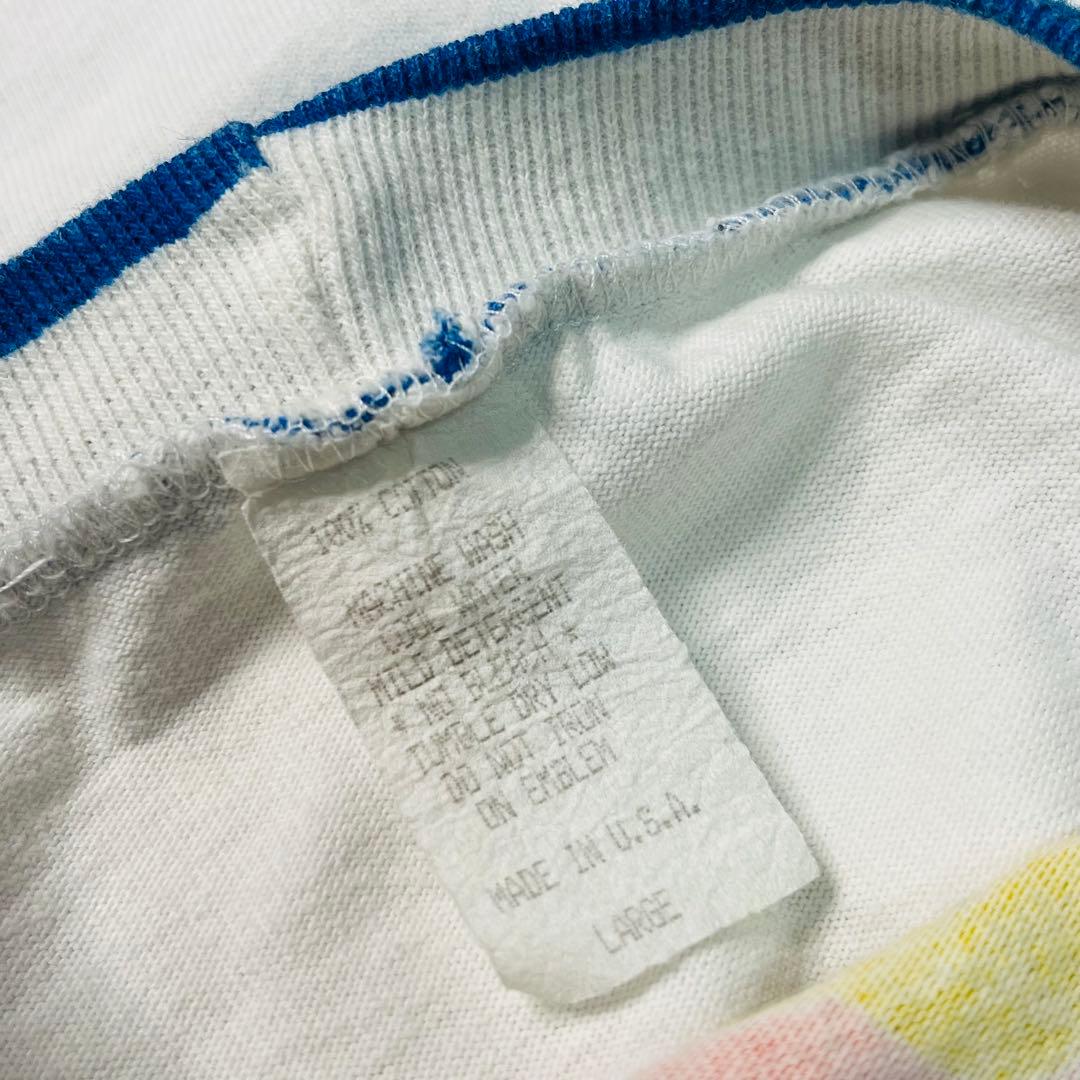 100% COTTON
MACHINE WASH
COOL WATER
MILD DETERGENT
* NO BLEACH *
TUMBLE DRY LOW
DO NOT IRON
ON EMBLEM
MADE IN U.S.A.
LARGE